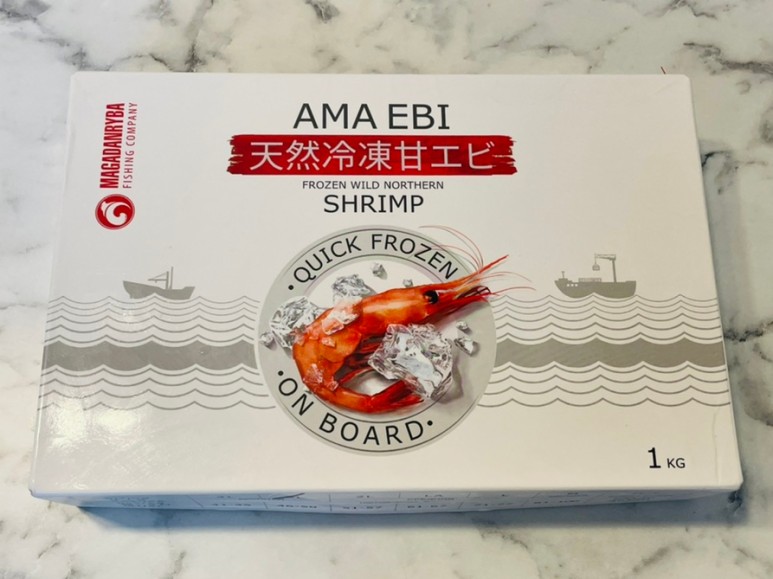 MAGADANRYBA
FISHING COMPANY
AMA EBI
天然冷凍甘エビ
FROZEN WILD NORTHERN
SHRIMP
·QUICK FROZEN
·ON BOARD·
1 KG